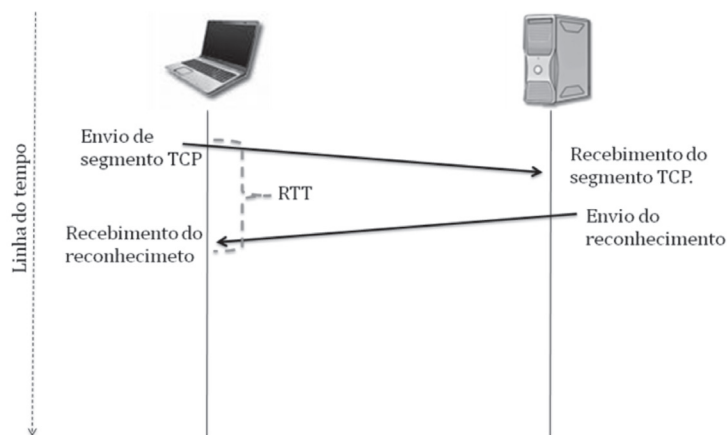 Linha do tempo
Envio de
segmento TCP
Recebimento do
segmento TCP.
RTT
Envio do
reconhecimento
Recebimento do
reconhecimeto